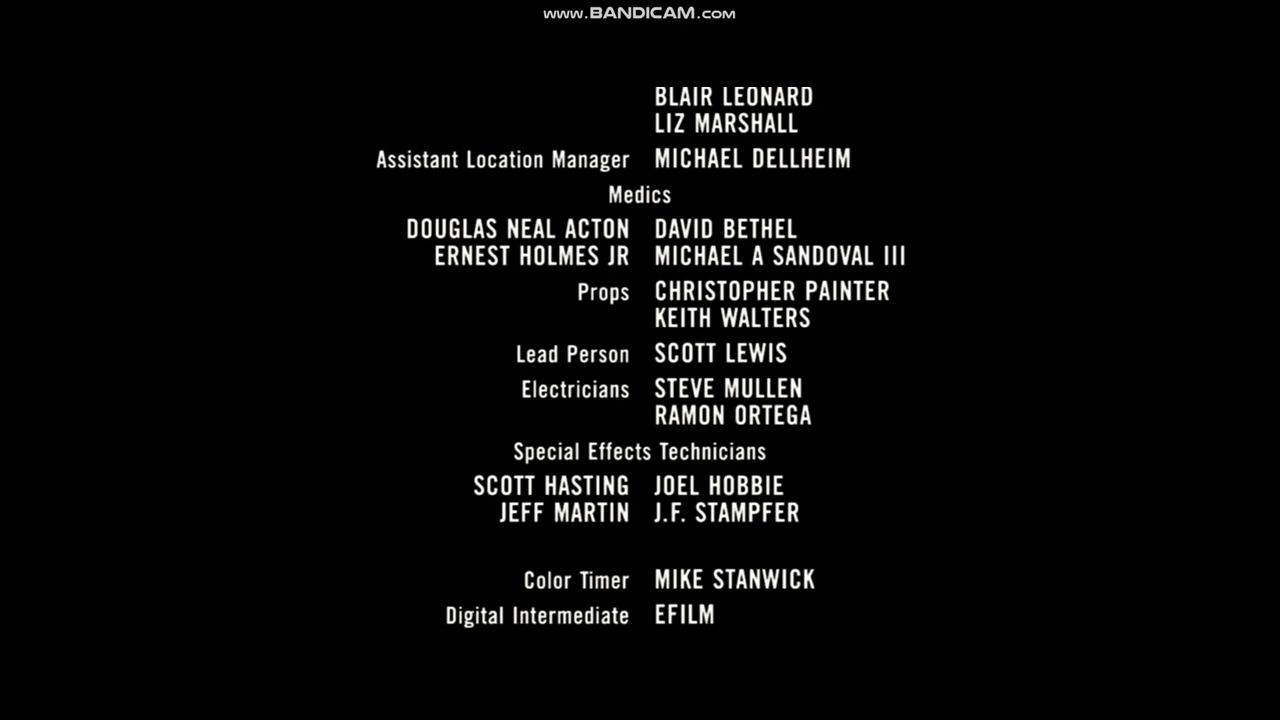 www.BANDICAM.com
BLAIR LEONARD
LIZ MARSHALL
Assistant Location Manager MICHAEL DELLHEIM
Medics
DOUGLAS NEAL ACTON DAVID BETHEL
ERNEST HOLMES JR MICHAEL A SANDOVAL III
Props CHRISTOPHER PAINTER
KEITH WALTERS
Lead Person SCOTT LEWIS
Electricians STEVE MULLEN
RAMON ORTEGA
Special Effects Technicians
SCOTT HASTING JOEL HOBBIE
JEFF MARTIN J.F. STAMPFER
Color Timer MIKE STANWICK
Digital Intermediate EFILM